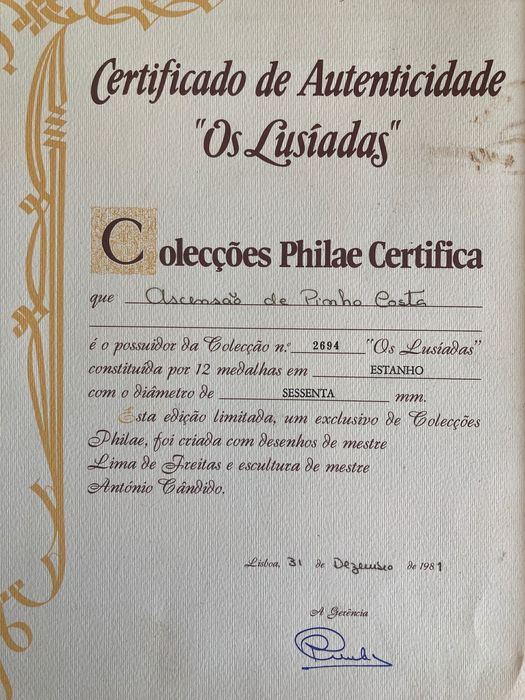 Certificado de Autenticidade
"Os Lusíadas"
Colecções Philae Certifica
que Ascensão de Pinho Costa
é o possuidor da Colecção n.º 2694 "Os Lusíadas"
constituída por 12 medalhas em ESTANHO
com o diâmetro de SESSENTA mm.
Esta edição limitada, um exclusivo de Colecções
Philae, foi criada com desenhos de mestre
Lima de Freitas e escultura de mestre
António Cândido.
Lisboa, 31 de Dezembro de 1981
A Gerência